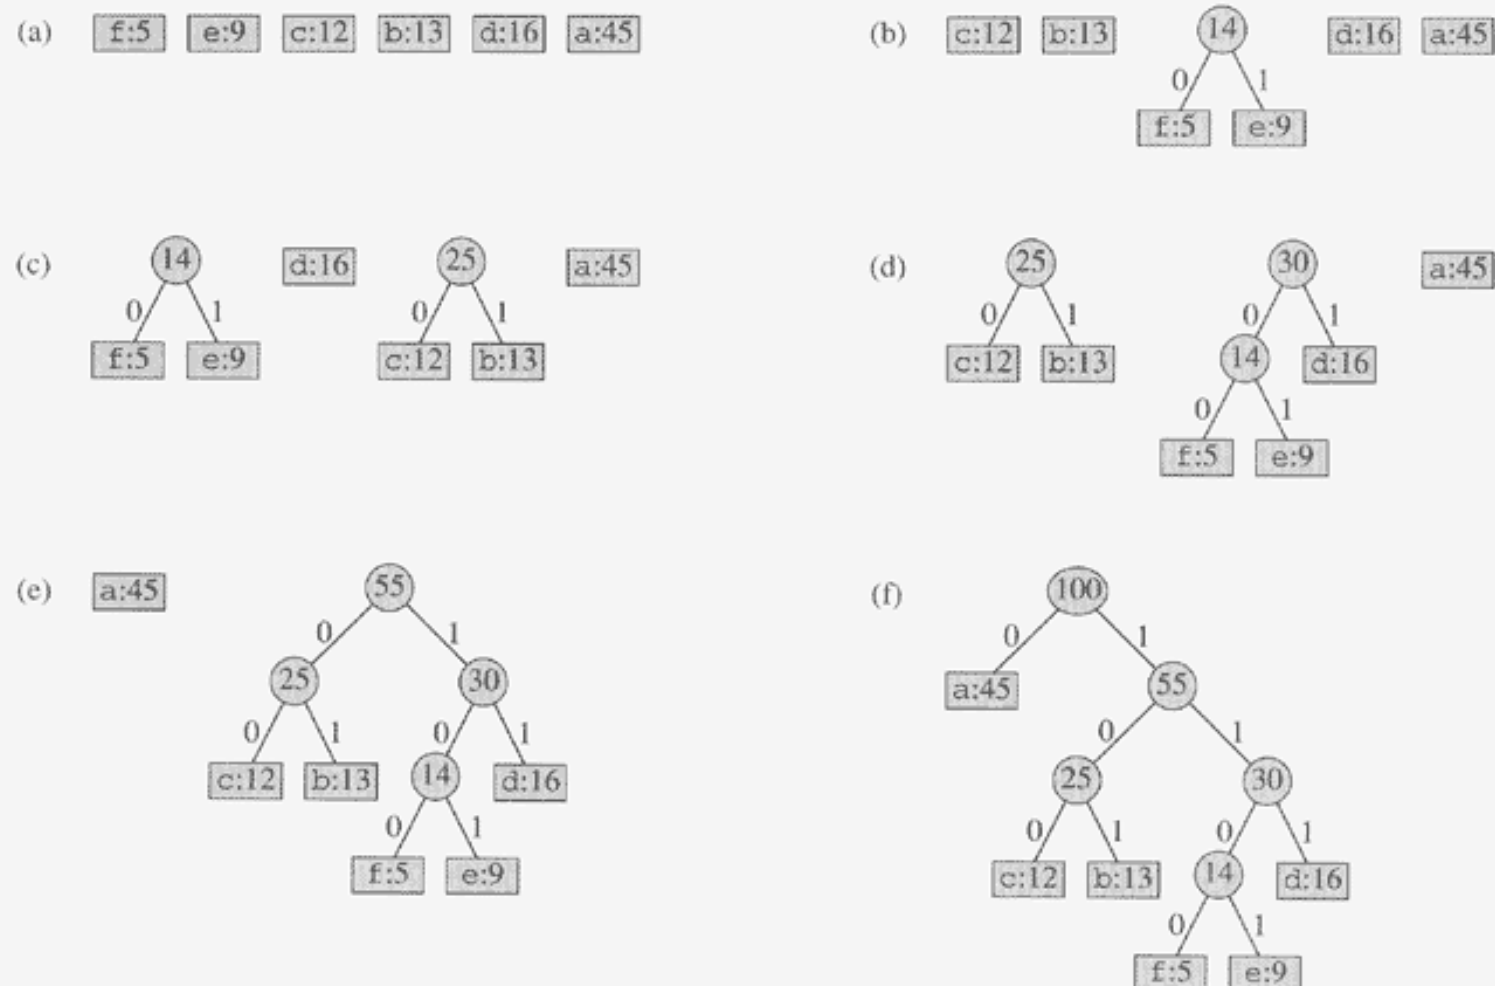 (a) f:5 e:9 c:12 b:13 d:16 a:45
(b) c:12 b:13 14 d:16 a:45
0 1
f:5 e:9
(c) 14 d:16 25 a:45
0 1 0 1
f:5 e:9 c:12 b:13
(d) 25 30 a:45
0 1 0 1
c:12 b:13 14 d:16
0 1
f:5 e:9
(e) a:45 55
0 1
25 30
0 1 0 1
c:12 b:13 14 d:16
0 1
f:5 e:9
(f) 100
0 1
a:45 55
0 1
25 30
0 1 0 1
c:12 b:13 14 d:16
0 1
f:5 e:9